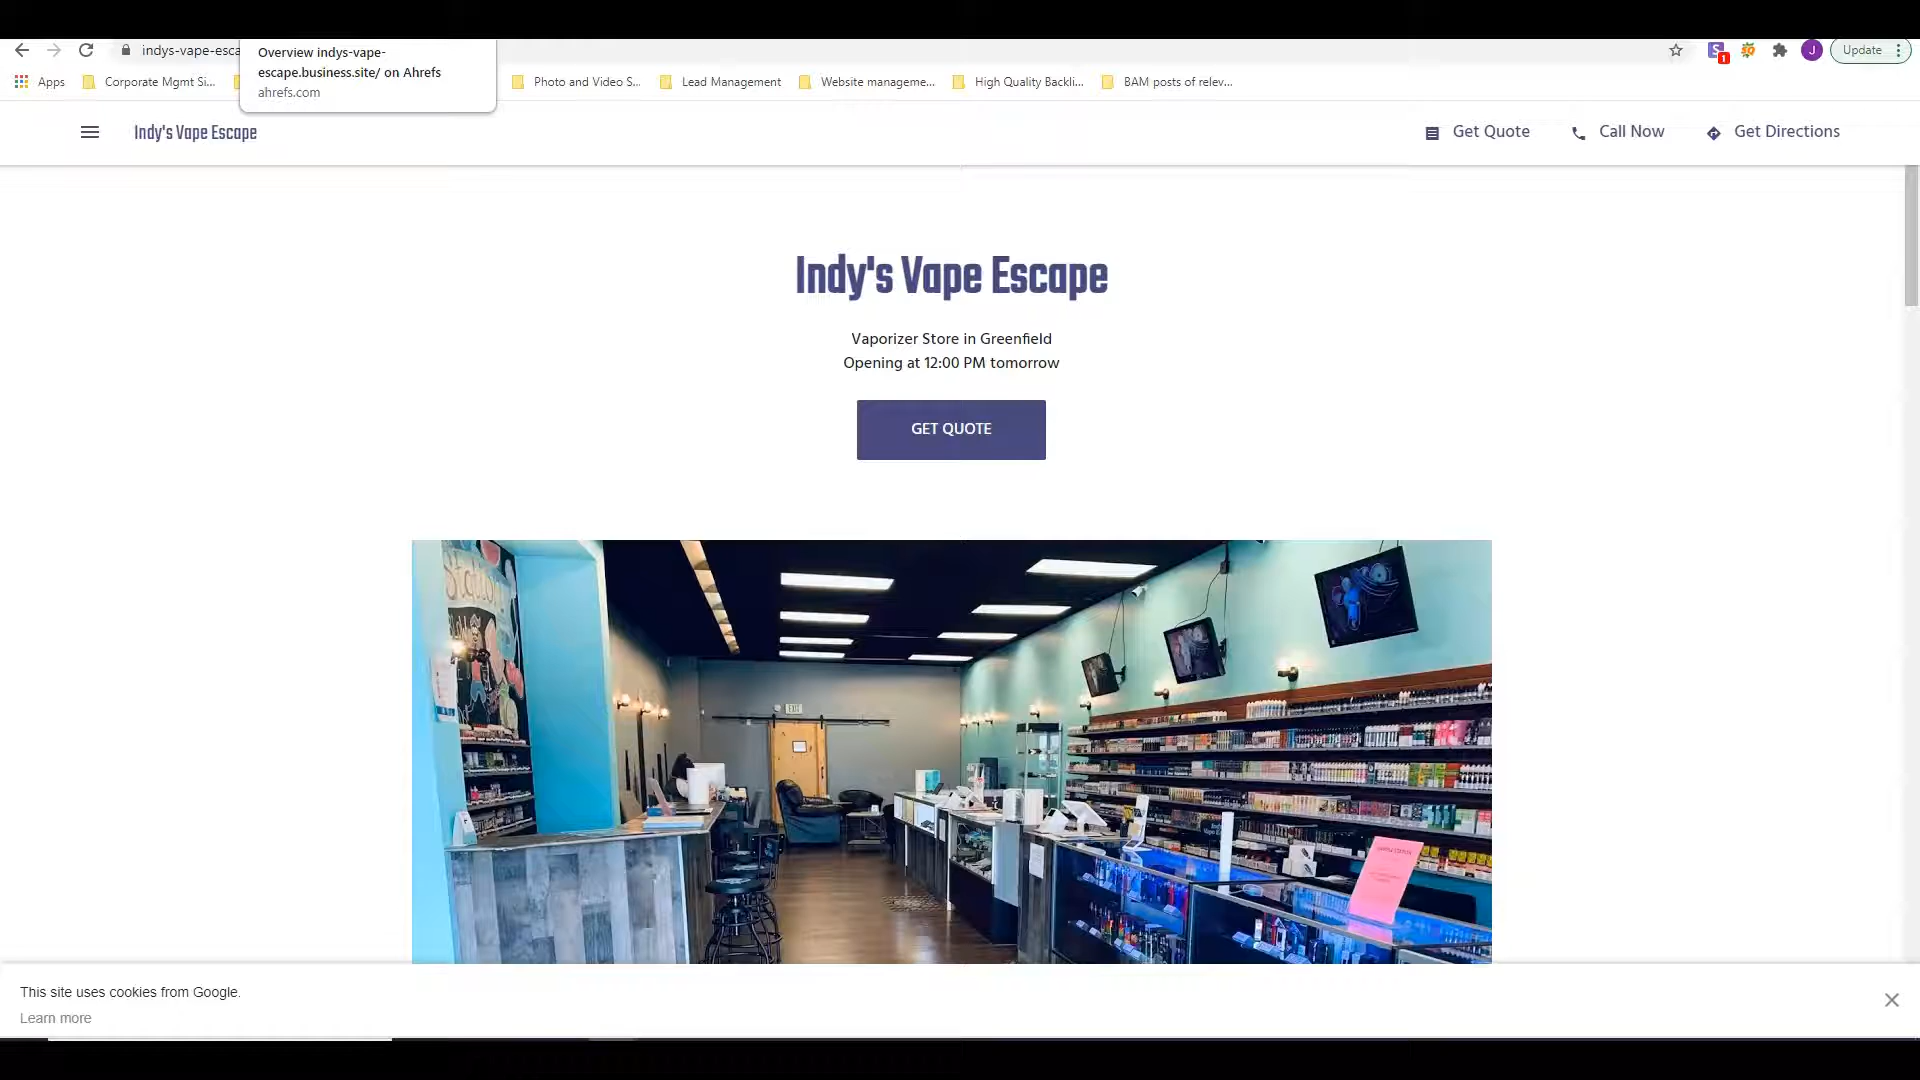 indys-vape-esca
Overview indys-vape-
escape.business.site/ on Ahrefs
ahrefs.com
S
1
J
Update
Apps
Corporate Mgmt Si...
Photo and Video S...
Lead Management
Website manageme...
High Quality Backli...
BAM posts of relev...
Indy's Vape Escape
Get Quote
Call Now
Get Directions
Indy's Vape Escape
Vaporizer Store in Greenfield
Opening at 12:00 PM tomorrow
GET QUOTE
EXIT
This site uses cookies from Google.
Learn more